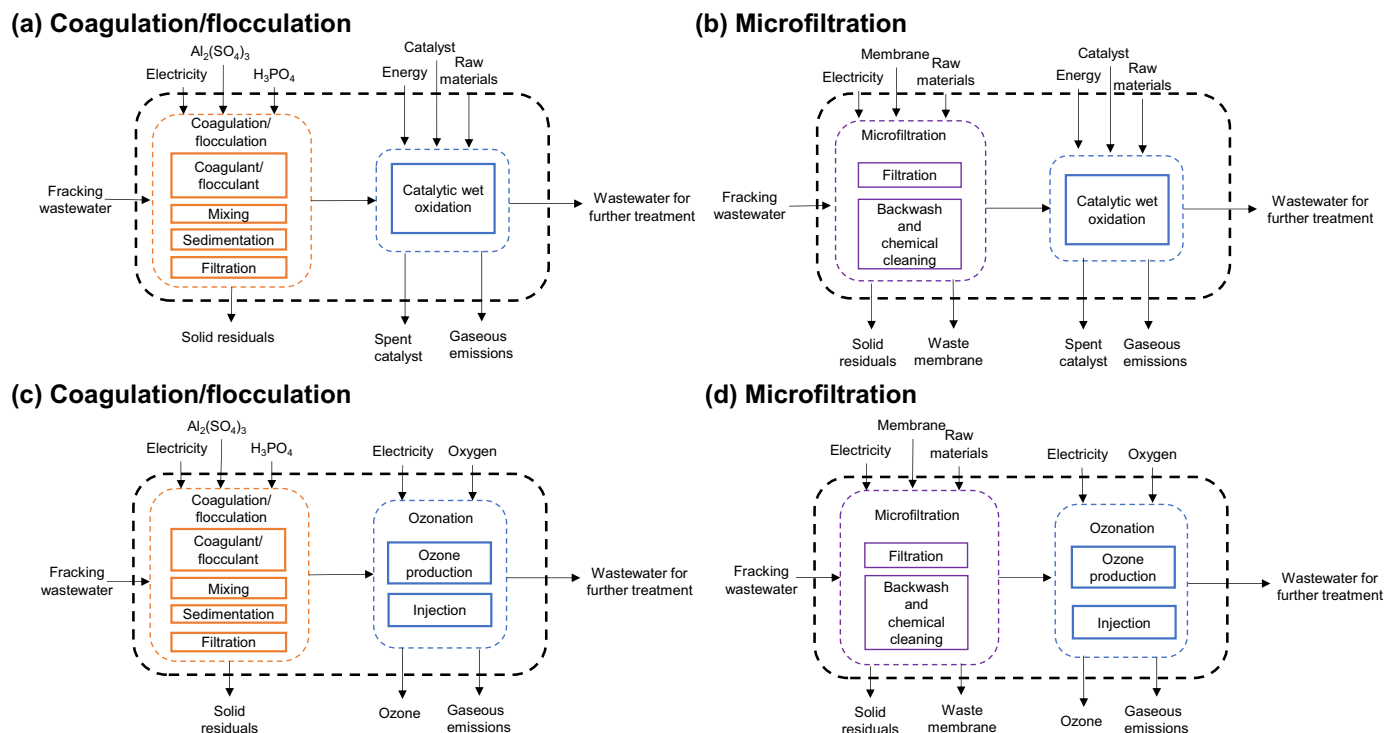 (a) Coagulation/flocculation
Al2(SO4)3
Electricity
H3PO4
Catalyst
Energy
Raw
materials
Coagulation/
flocculation
Coagulant/
flocculant
Mixing
Sedimentation
Filtration
Fracking
wastewater
Catalytic wet
oxidation
Wastewater for
further treatment
Solid residuals
Spent
catalyst
Gaseous
emissions
(b) Microfiltration
Membrane
Electricity
Raw
materials
Catalyst
Energy
Raw
materials
Microfiltration
Filtration
Backwash
and
chemical
cleaning
Fracking
wastewater
Catalytic wet
oxidation
Wastewater for
further treatment
Solid
residuals
Waste
membrane
Spent
catalyst
Gaseous
emissions
(c) Coagulation/flocculation
Al2(SO4)3
Electricity
H3PO4
Electricity
Oxygen
Coagulation/
flocculation
Coagulant/
flocculant
Mixing
Sedimentation
Filtration
Fracking
wastewater
Ozonation
Ozone
production
Injection
Wastewater for
further treatment
Solid
residuals
Ozone
Gaseous
emissions
(d) Microfiltration
Membrane
Electricity
Raw
materials
Electricity
Oxygen
Microfiltration
Filtration
Backwash
and
chemical
cleaning
Fracking
wastewater
Ozonation
Ozone
production
Injection
Wastewater for
further treatment
Solid
residuals
Waste
membrane
Ozone
Gaseous
emissions